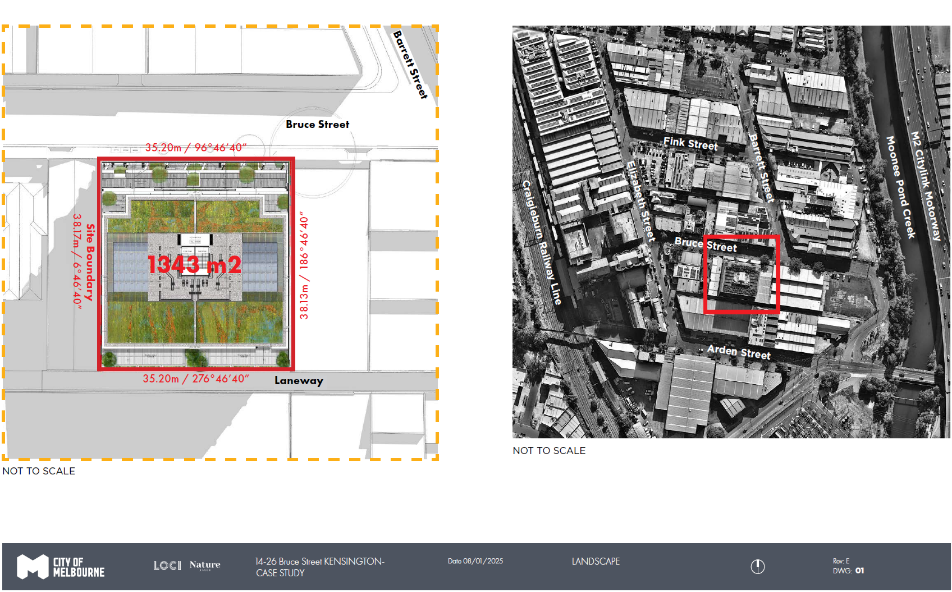 Barrett Street
Bruce Street
35.20m / 96°46'40"
Site Boundary
38.17m / 6°46'40"
1343 m2
38.13m / 186°46'40"
35.20m / 276°46'40"
Laneway
NOT TO SCALE
Fink Street
Barrett Street
Elizabeth Street
Craigleburn Railway Line
Bruce Street
Moonee Pond Creek
M2 Citylink Motorway
Arden Street
NOT TO SCALE
CITY OF
MELBOURNE
LOCI
Nature
14-26 Bruce Street KENSINGTON-
CASE STUDY
Date 08/01/2025
LANDSCAPE
Rev: E
DWG: 01